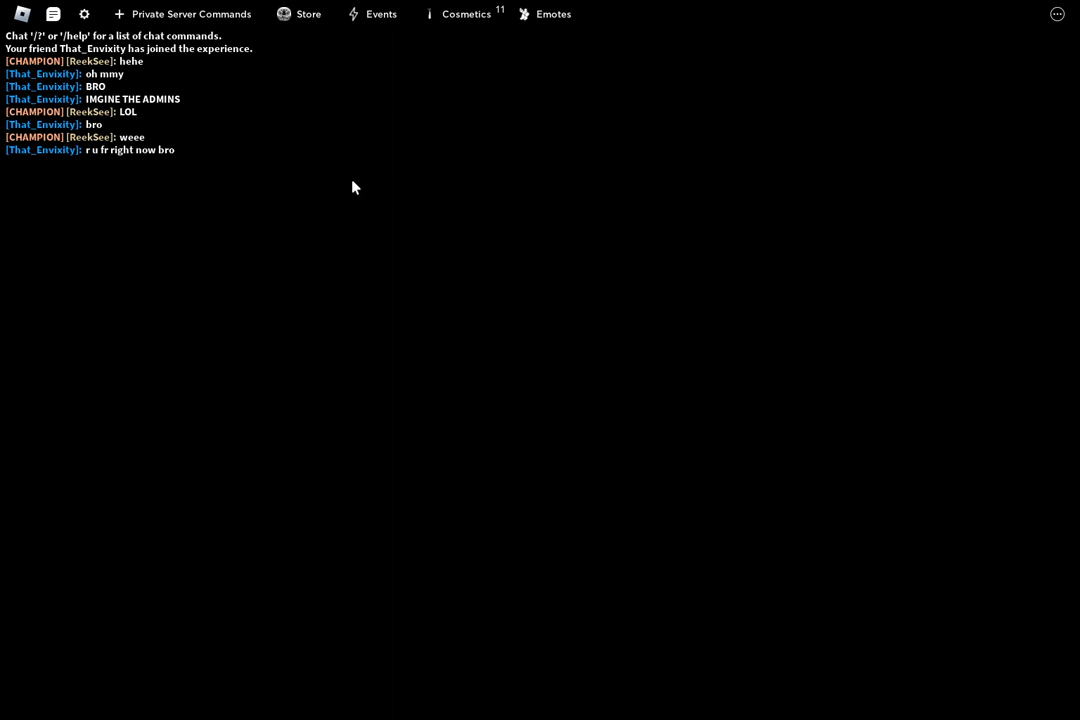 Private Server Commands Store Events Cosmetics 11 Emotes
Chat '/?' or '/help' for a list of chat commands.
Your friend That_Envixity has joined the experience.
[CHAMPION] [ReekSee]: hehe
[That_Envixity]: oh mmy
[That_Envixity]: BRO
[That_Envixity]: IMGINE THE ADMINS
[CHAMPION] [ReekSee]: LOL
[That_Envixity]: bro
[CHAMPION] [ReekSee]: weee
[That_Envixity]: r u fr right now bro